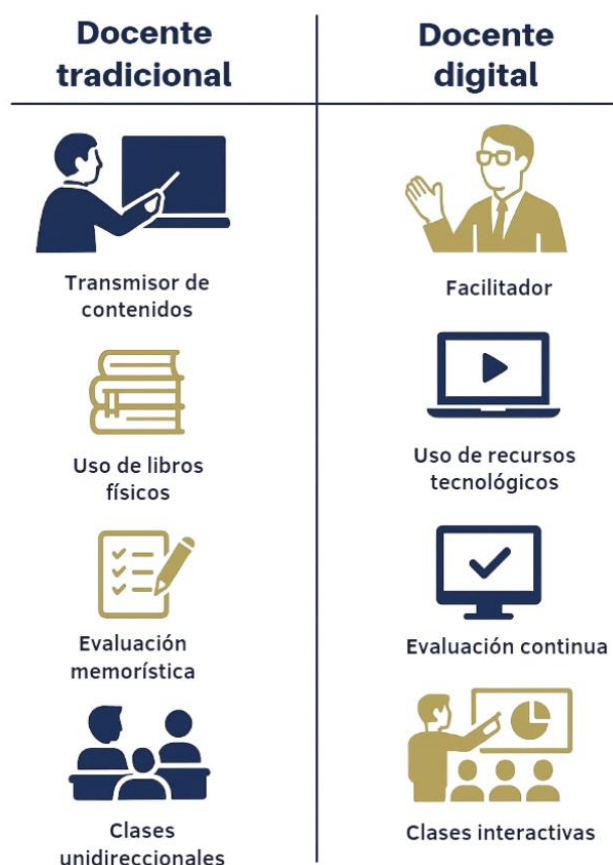 Docente
tradicional
Transmisor de
contenidos
Uso de libros
físicos
Evaluación
memorística
Clases
unidireccionales
Docente
digital
Facilitador
Uso de recursos
tecnológicos
Evaluación continua
Clases interactivas